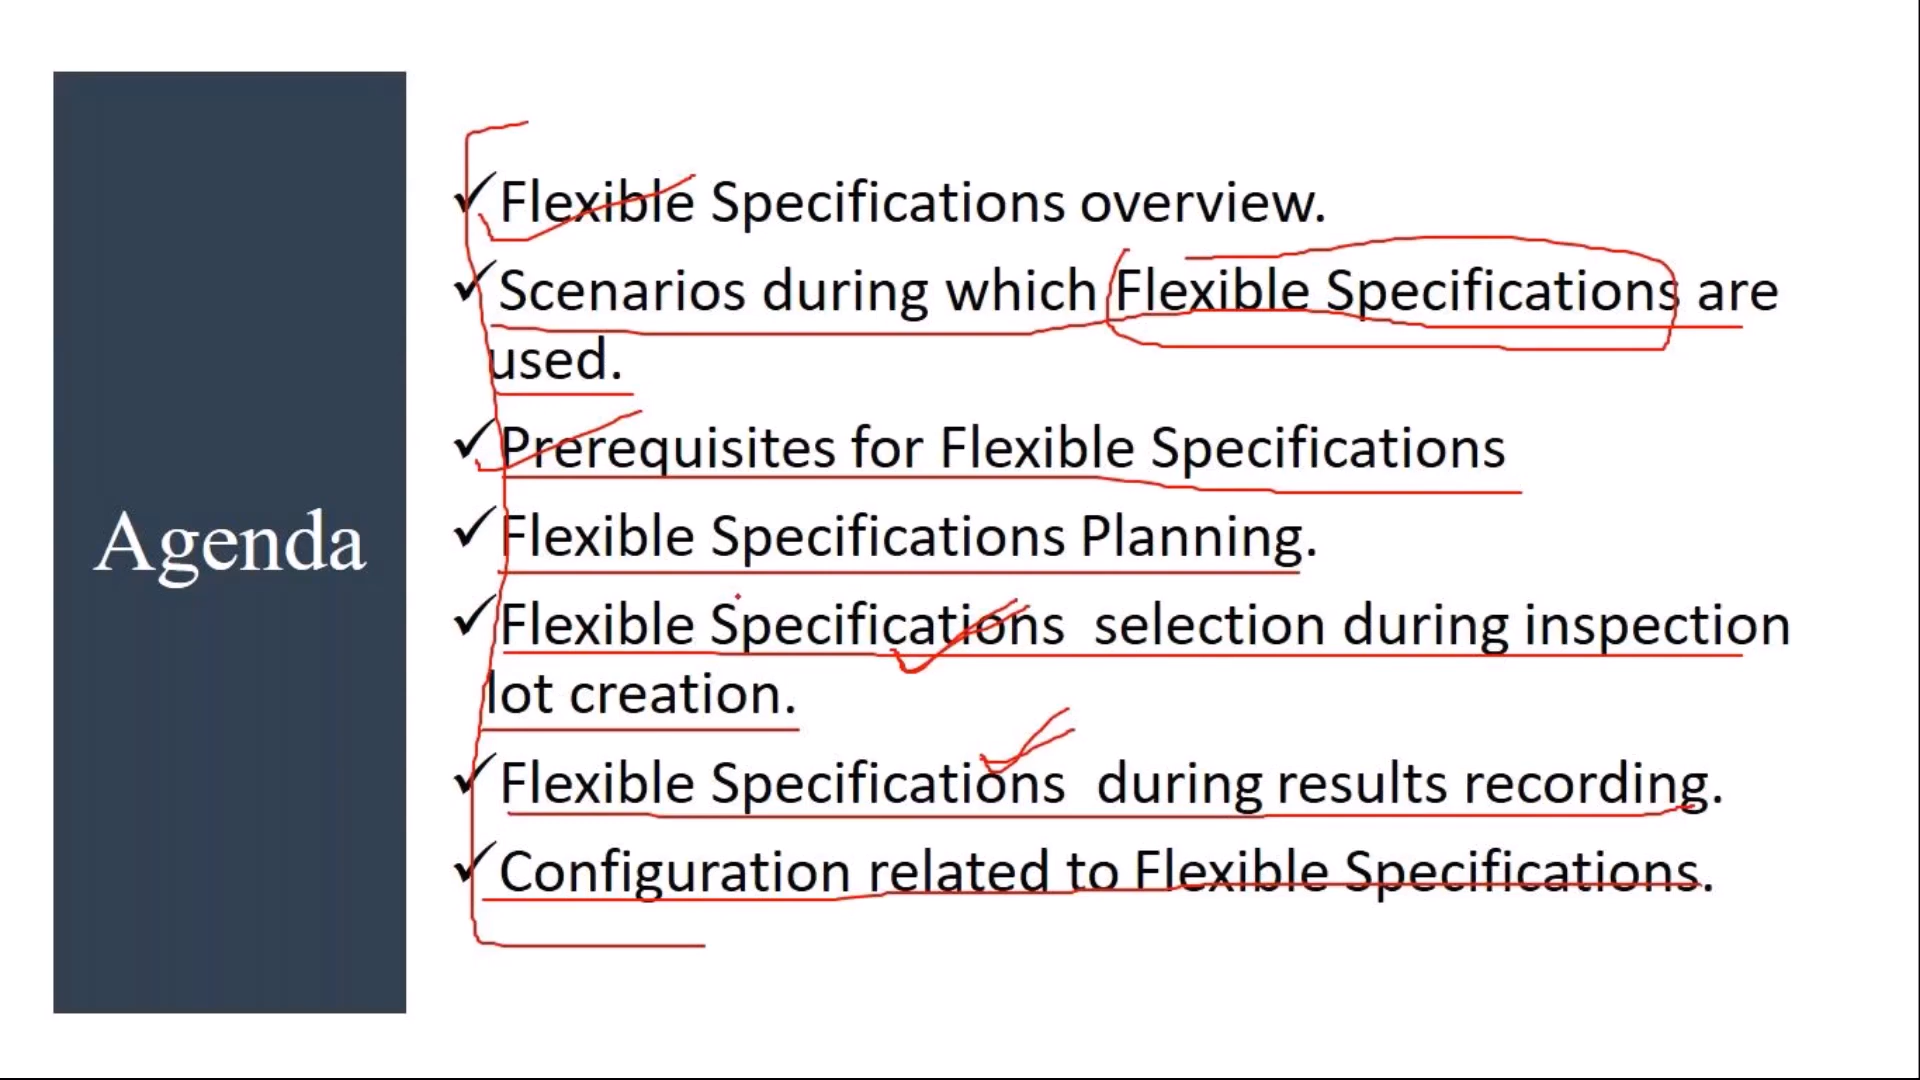 Agenda
Flexible Specifications overview.
Scenarios during which Flexible Specifications are
used.
Prerequisites for Flexible Specifications
Flexible Specifications Planning.
Flexible Specifications selection during inspection
lot creation.
Flexible Specifications during results recording.
Configuration related to Flexible Specifications.